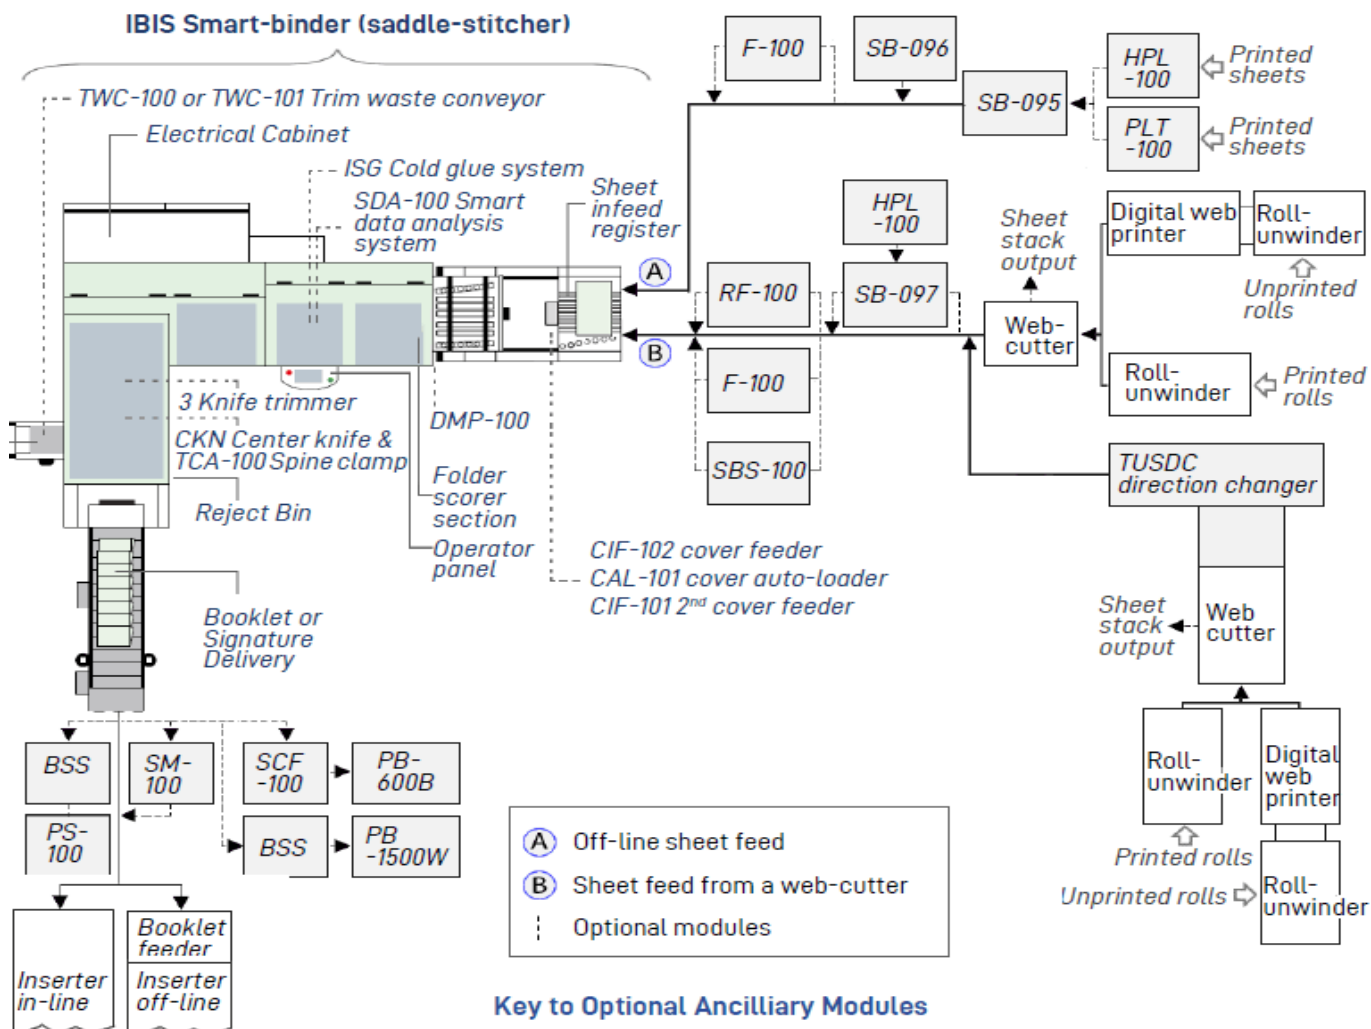 IBIS Smart-binder (saddle-stitcher)
TWC-100 or TWC-101 Trim waste conveyor
Electrical Cabinet
ISG Cold glue system
SDA-100 Smart
data analysis
system
Sheet
infeed
register
F-100
SB-096
SB-095
HPL
-100
Printed
sheets
PLT
-100
Printed
sheets
HPL
-100
Sheet
stack
output
Digital web
printer
Roll-
unwinder
Unprinted
rolls
A
RF-100
SB-097
Web-
cutter
B
F-100
Roll-
unwinder
Printed
rolls
3 Knife trimmer
CKN Center knife &
TCA-100 Spine clamp
DMP-100
SBS-100
TUSDC
direction changer
Reject Bin
Folder
scorer
section
Operator
panel
CIF-102 cover feeder
CAL-101 cover auto-loader
CIF-101 2nd cover feeder
Booklet or
Signature
Delivery
Sheet
stack
output
Web
cutter
BSS
SM-
100
SCF
-100
PB-
600B
PS-
100
BSS
PB
-1500W
Roll-
unwinder
Digital
web
printer
Printed rolls
Unprinted rolls
Roll-
unwinder
A Off-line sheet feed
B Sheet feed from a web-cutter
Optional modules
Inserter
in-line
Booklet
feeder
Inserter
off-line
Key to Optional Ancilliary Modules